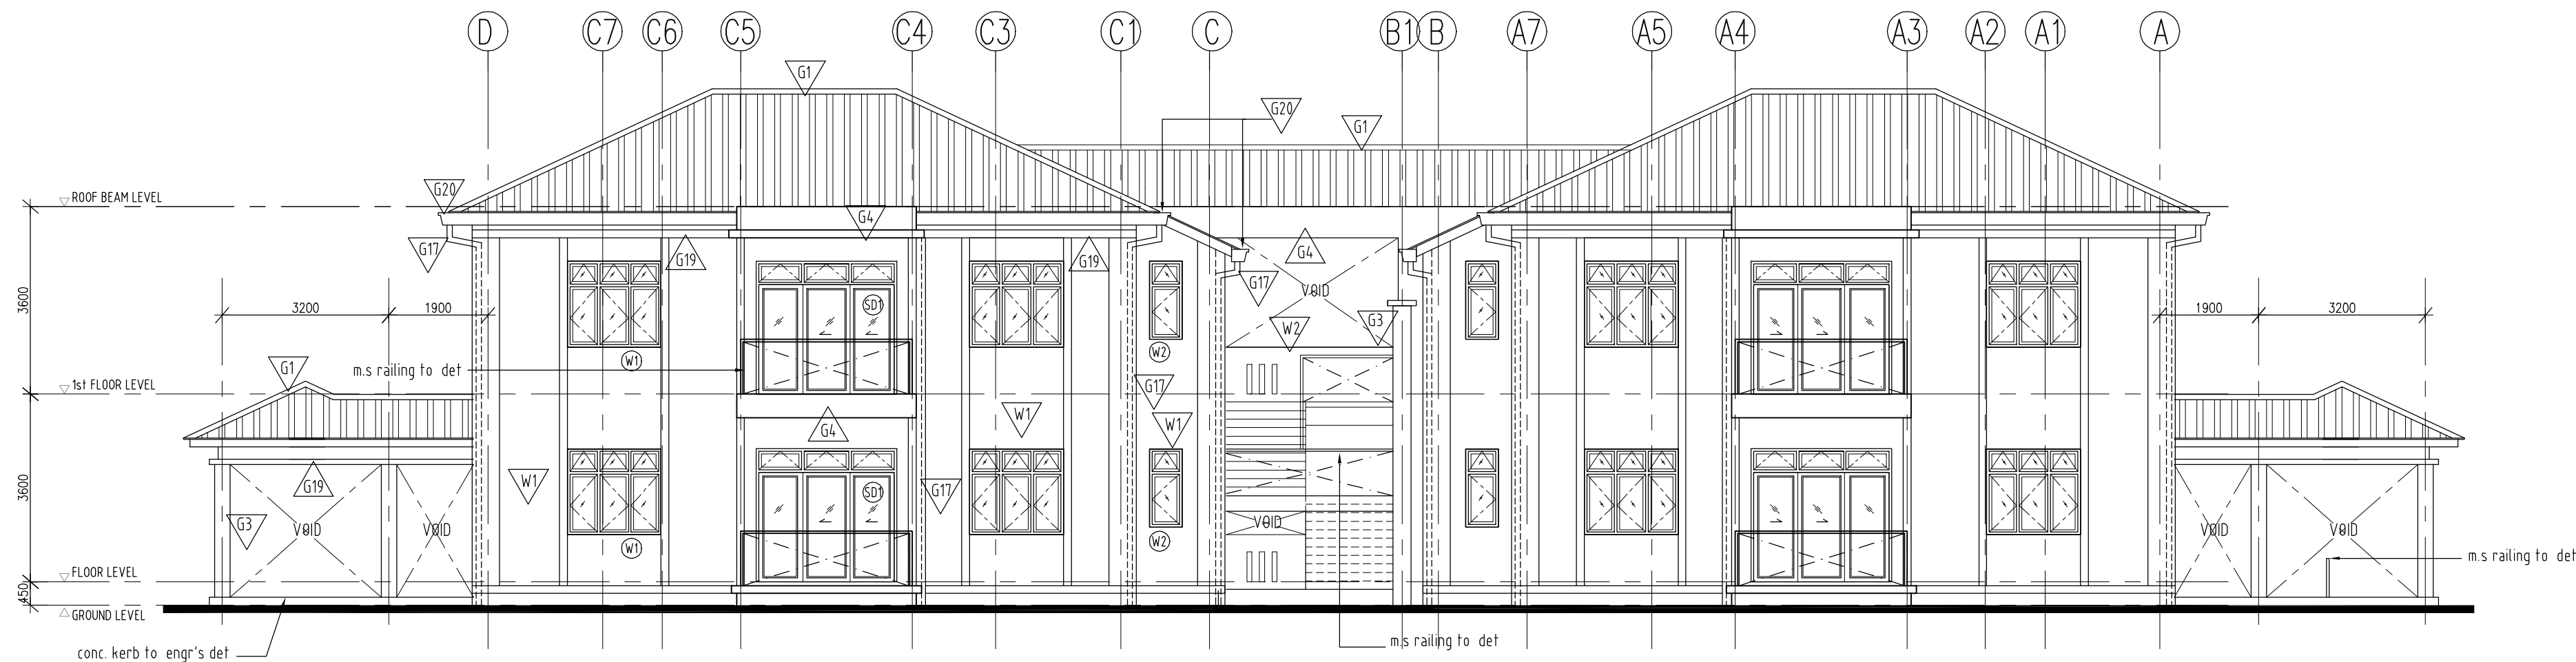 D C7 C6 C5 C4 C3 C1 C B1 B A7 A5 A4 A3 A2 A1 A
G1
G20
G1
G20
ROOF BEAM LEVEL
G4
G17
G19
G19
G4
G17
VOID
SD1
3600
3200
1900
1900
3200
G3
W2
W1
W2
G1
m.s railing to det
1st FLOOR LEVEL
G17
W1
W1
G4
G19
W1
G17
SD1
3600
G3
VOID
VOID
VOID
VOID
VOID
W1
W2
m.s railing to det
FLOOR LEVEL
450
GROUND LEVEL
m.s railing to det
conc. kerb to engr's det